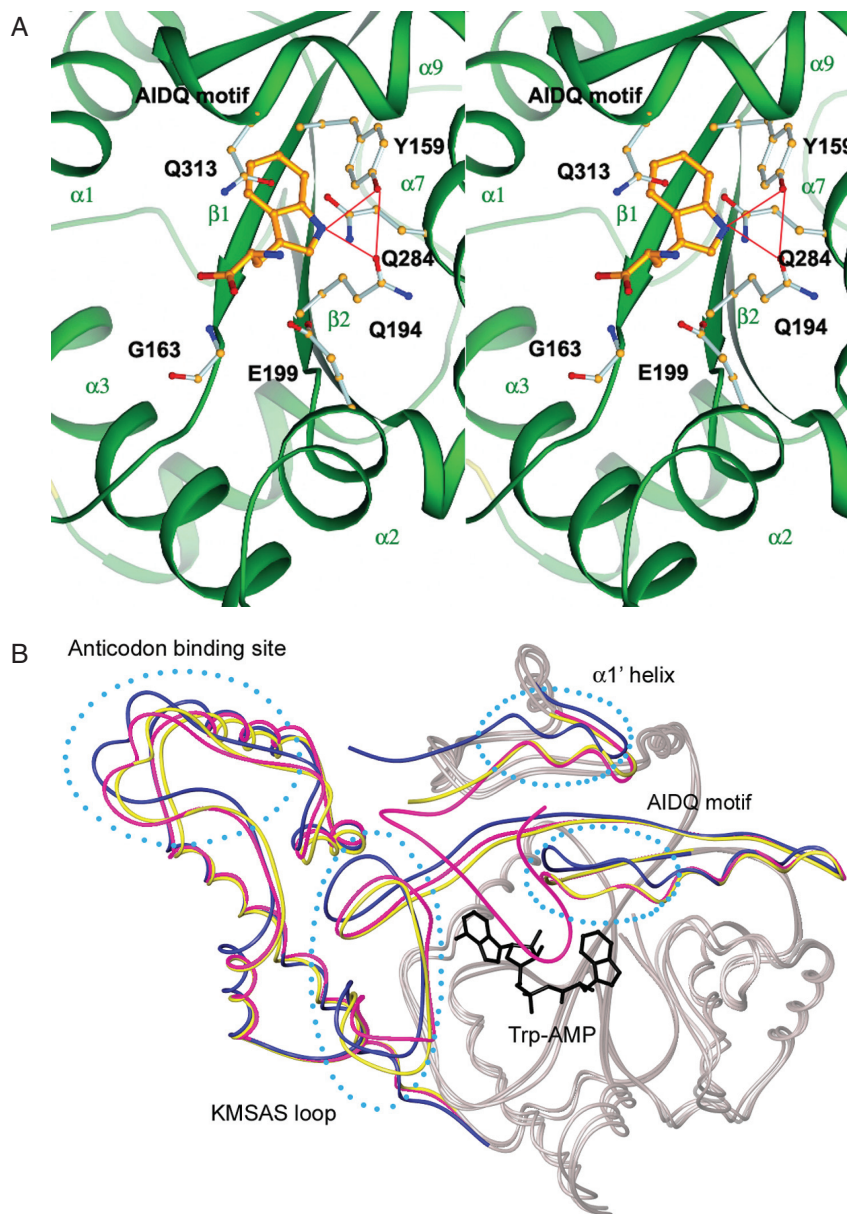 A
AIDQ motif
α9
Y159
Q313
α7
α1
β1
Q284
β2
Q194
G163
E199
α3
α2
AIDQ motif
α9
Y159
Q313
α7
α1
β1
Q284
β2
Q194
G163
E199
α3
α2
B
Anticodon binding site
α1' helix
AIDQ motif
Trp-AMP
KMSAS loop